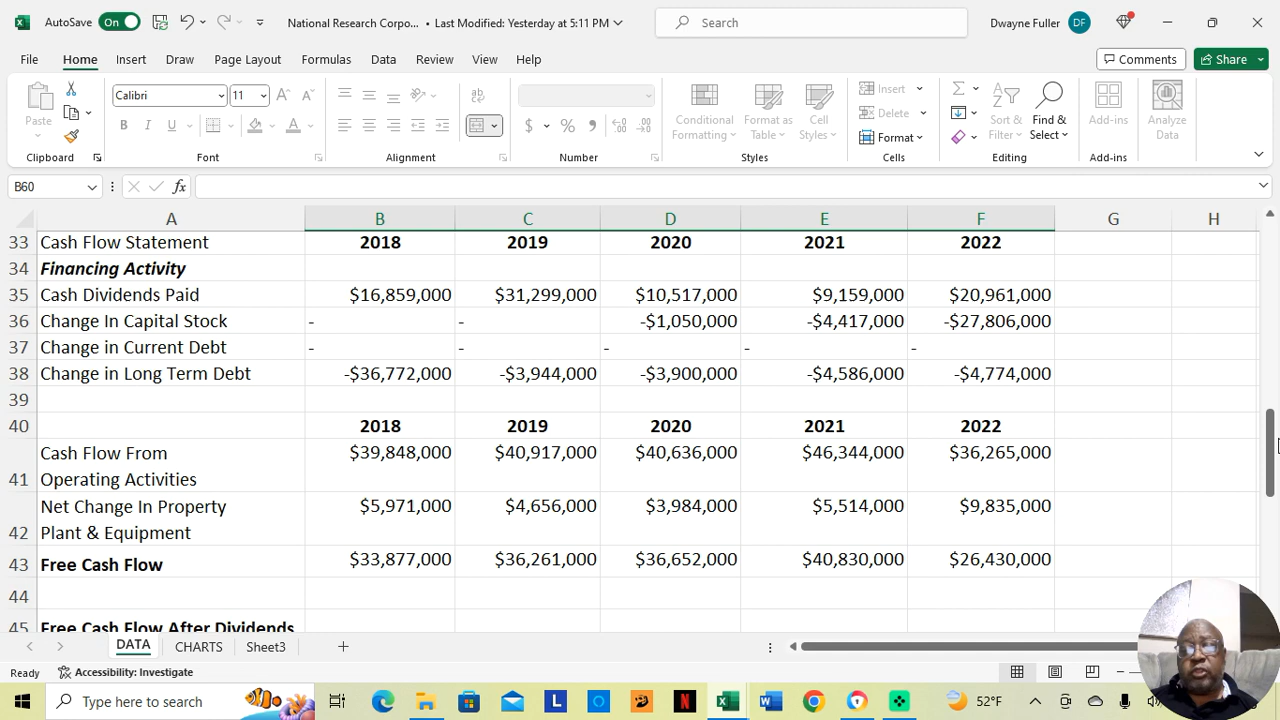 AutoSave On National Research Corpo... • Last Modified: Yesterday at 5:11 PM Search Dwayne Fuller DF
File Home Insert Draw Page Layout Formulas Data Review View Help Comments Share
Paste Calibri 11 Conditional Formatting Formats as Table Cell Styles Insert Delete Format Sort & Filter Find & Select Add-ins Analyze Data
Clipboard Font Alignment Number Styles Cells Editing Add-ins
B60 fx
A B C D E F G H
33 Cash Flow Statement 2018 2019 2020 2021 2022
34 Financing Activity
35 Cash Dividends Paid $16,859,000 $31,299,000 $10,517,000 $9,159,000 $20,961,000
36 Change In Capital Stock - - -$1,050,000 -$4,417,000 -$27,806,000
37 Change in Current Debt - - - - -
38 Change in Long Term Debt -$36,772,000 -$3,944,000 -$3,900,000 -$4,586,000 -$4,774,000
39
40 2018 2019 2020 2021 2022
Cash Flow From $39,848,000 $40,917,000 $40,636,000 $46,344,000 $36,265,000
41 Operating Activities
Net Change In Property $5,971,000 $4,656,000 $3,984,000 $5,514,000 $9,835,000
42 Plant & Equipment
43 Free Cash Flow $33,877,000 $36,261,000 $36,652,000 $40,830,000 $26,430,000
44
45 Free Cash Flow After Dividends
DATA CHARTS Sheet3
Ready Accessibility: Investigate
Type here to search 52°F